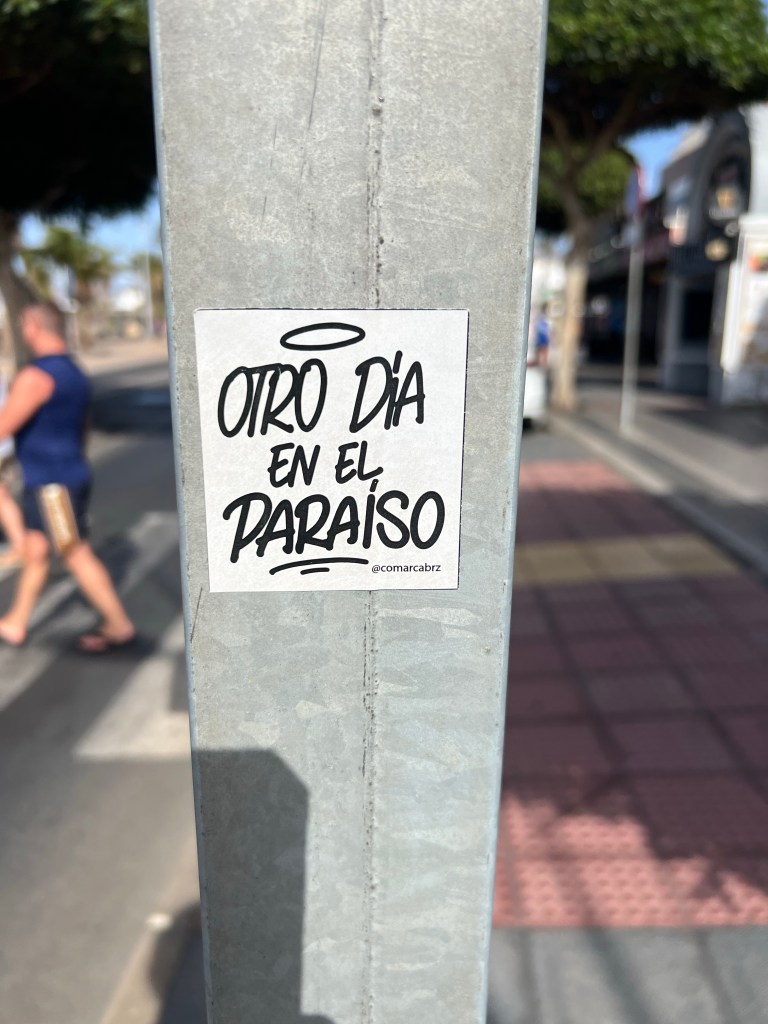 OTRO DÍA
EN EL
PARAÍSO
@comarcabrz